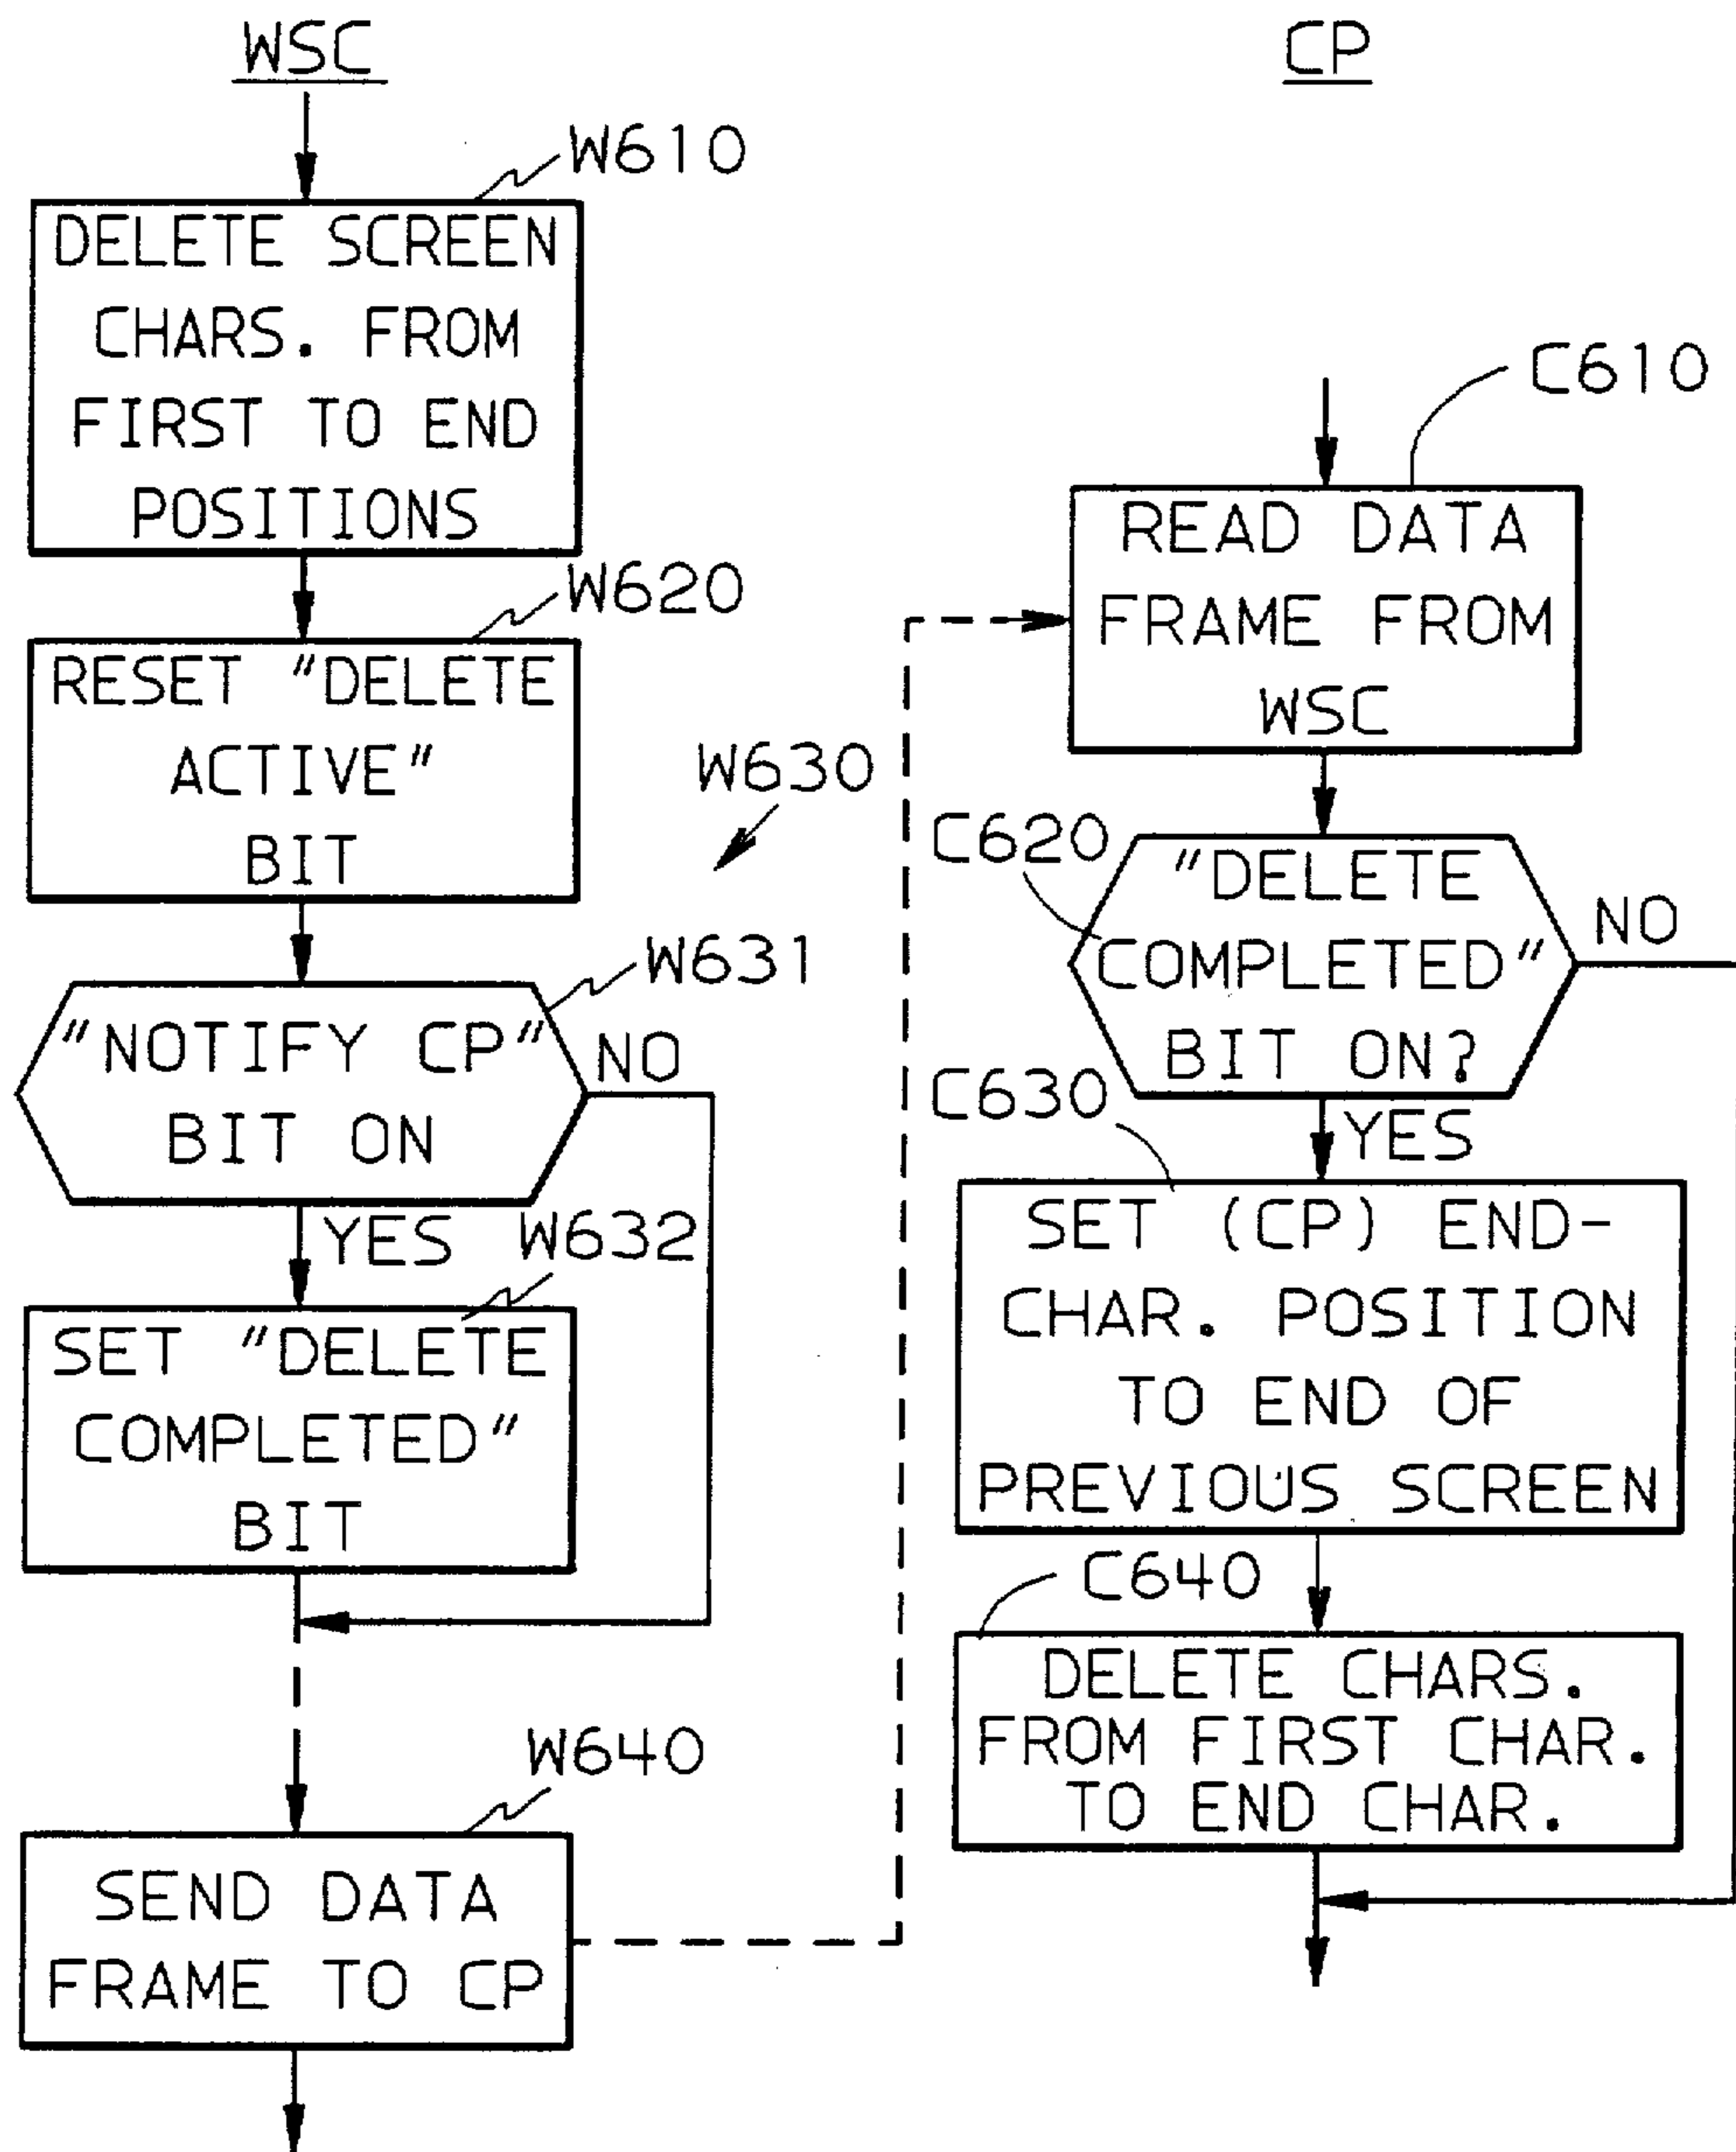 WSC
W610
DELETE SCREEN
CHARS. FROM
FIRST TO END
POSITIONS
W620
RESET "DELETE
ACTIVE"
BIT
W630
W631
"NOTIFY CP"
BIT ON
NO
YES
W632
SET "DELETE
COMPLETED"
BIT
W640
SEND DATA
FRAME TO CP
CP
C610
READ DATA
FRAME FROM
WSC
C620
"DELETE
COMPLETED"
BIT ON?
NO
YES
C630
SET (CP) END-
CHAR. POSITION
TO END OF
PREVIOUS SCREEN
C640
DELETE CHARS.
FROM FIRST CHAR.
TO END CHAR.